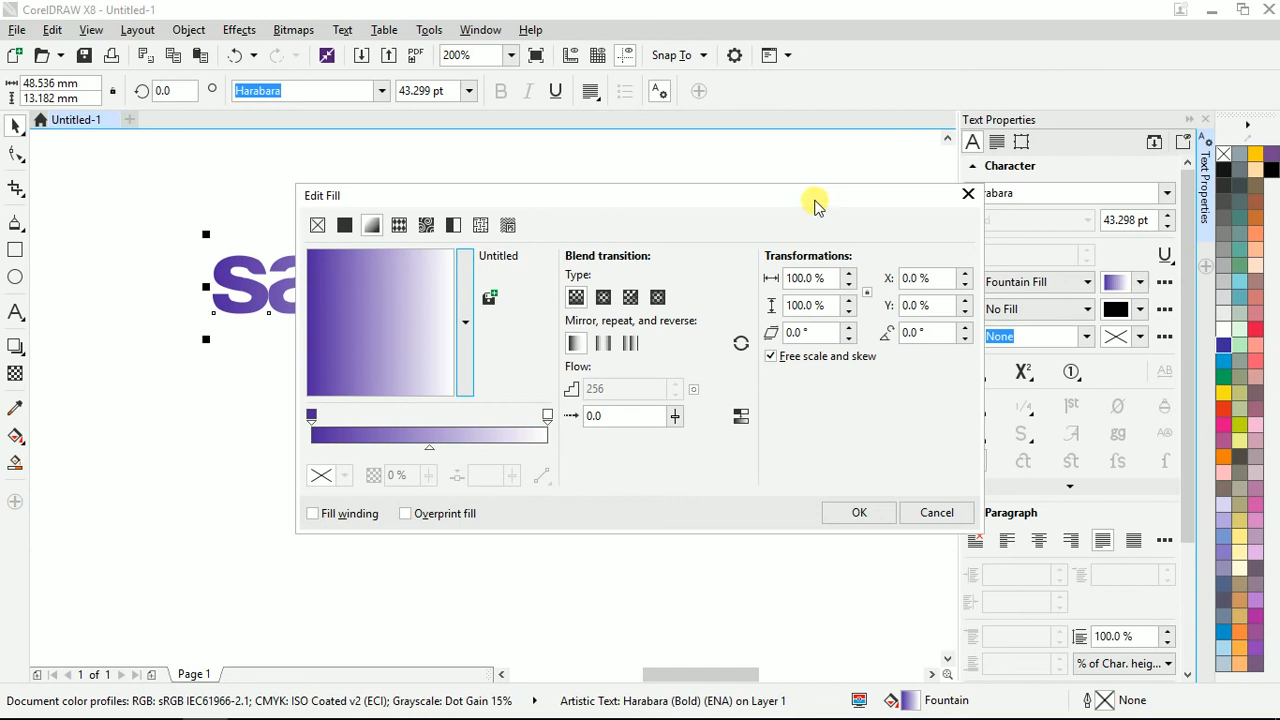 CorelDRAW X8 - Untitled-1
File Edit View Layout Object Effects Bitmaps Text Table Tools Window Help
PDF 200% Snap To
48.536 mm
13.182 mm
0.0 Harabara 43.299 pt B I U
Untitled-1
Text Properties
Character
Edit Fill
rabara
43.298 pt
sa
Untitled
Blend transition:
Transformations:
Type:
100.0 % X: 0.0 %
Fountain Fill
100.0 % Y: 0.0 %
No Fill
Mirror, repeat, and reverse:
0.0 ° 0.0 °
None
Free scale and skew
Flow:
256
0.0
0 %
Fill winding Overprint fill OK Cancel
Paragraph
100.0 %
% of Char. heig...
1 of 1 Page 1
Document color profiles: RGB: sRGB IEC61966-2.1; CMYK: ISO Coated v2 (ECI); Grayscale: Dot Gain 15% Artistic Text: Harabara (Bold) (ENA) on Layer 1 Fountain None
Text Properties